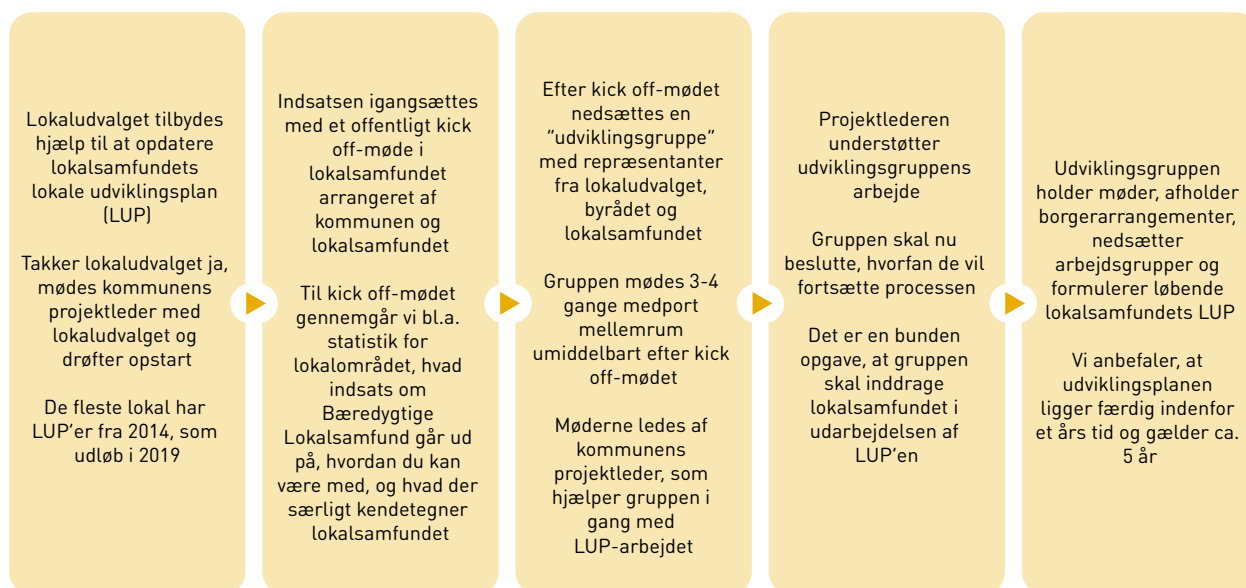 Lokaludvalget tilbydes
hjælp til at opdatere
lokalsamfundets
lokale udviklingsplan
(LUP)
Takker lokaludvalget ja,
mødes kommunens
projektleder med
lokaludvalget og
drøfter opstart
De fleste lokal har
LUP’er fra 2014, som
udløb i 2019
Indsatsen igangsættes
med et offentligt kick
off-møde i
lokalsamfundet
arrangeret af
kommunen og
lokalsamfundet
Til kick off-mødet
gennemgår vi bl.a.
statistik for
lokalområdet, hvad
indsats om
Bæredygtige
Lokalsamfund går ud
på, hvordan du kan
være med, og hvad der
særligt kendetegner
lokalsamfundet
Efter kick off-mødet
nedsættes en
“udviklingsgruppe”
med repræsentanter
fra lokaludvalget,
byrådet og
lokalsamfundet
Gruppen mødes 3-4
gange medport
mellemrum
umiddelbart efter kick
off-mødet
Møderne ledes af
kommunens
projektleder, som
hjælper gruppen i
gang med
LUP-arbejdet
Projektlederen
understøtter
udviklingsgruppens
arbejde
Gruppen skal nu
beslutte, hvorfan de vil
fortsætte processen
Det er en bunden
opgave, at gruppen
skal inddrage
lokalsamfundet i
udarbejdelsen af
LUP’en
Udviklingsgruppen
holder møder, afholder
borgerarrangementer,
nedsætter
arbejdsgrupper og
formulerer løbende
lokalsamfundets LUP
Vi anbefaler, at
udviklingsplanen
ligger færdig indenfor
et års tid og gælder ca.
5 år